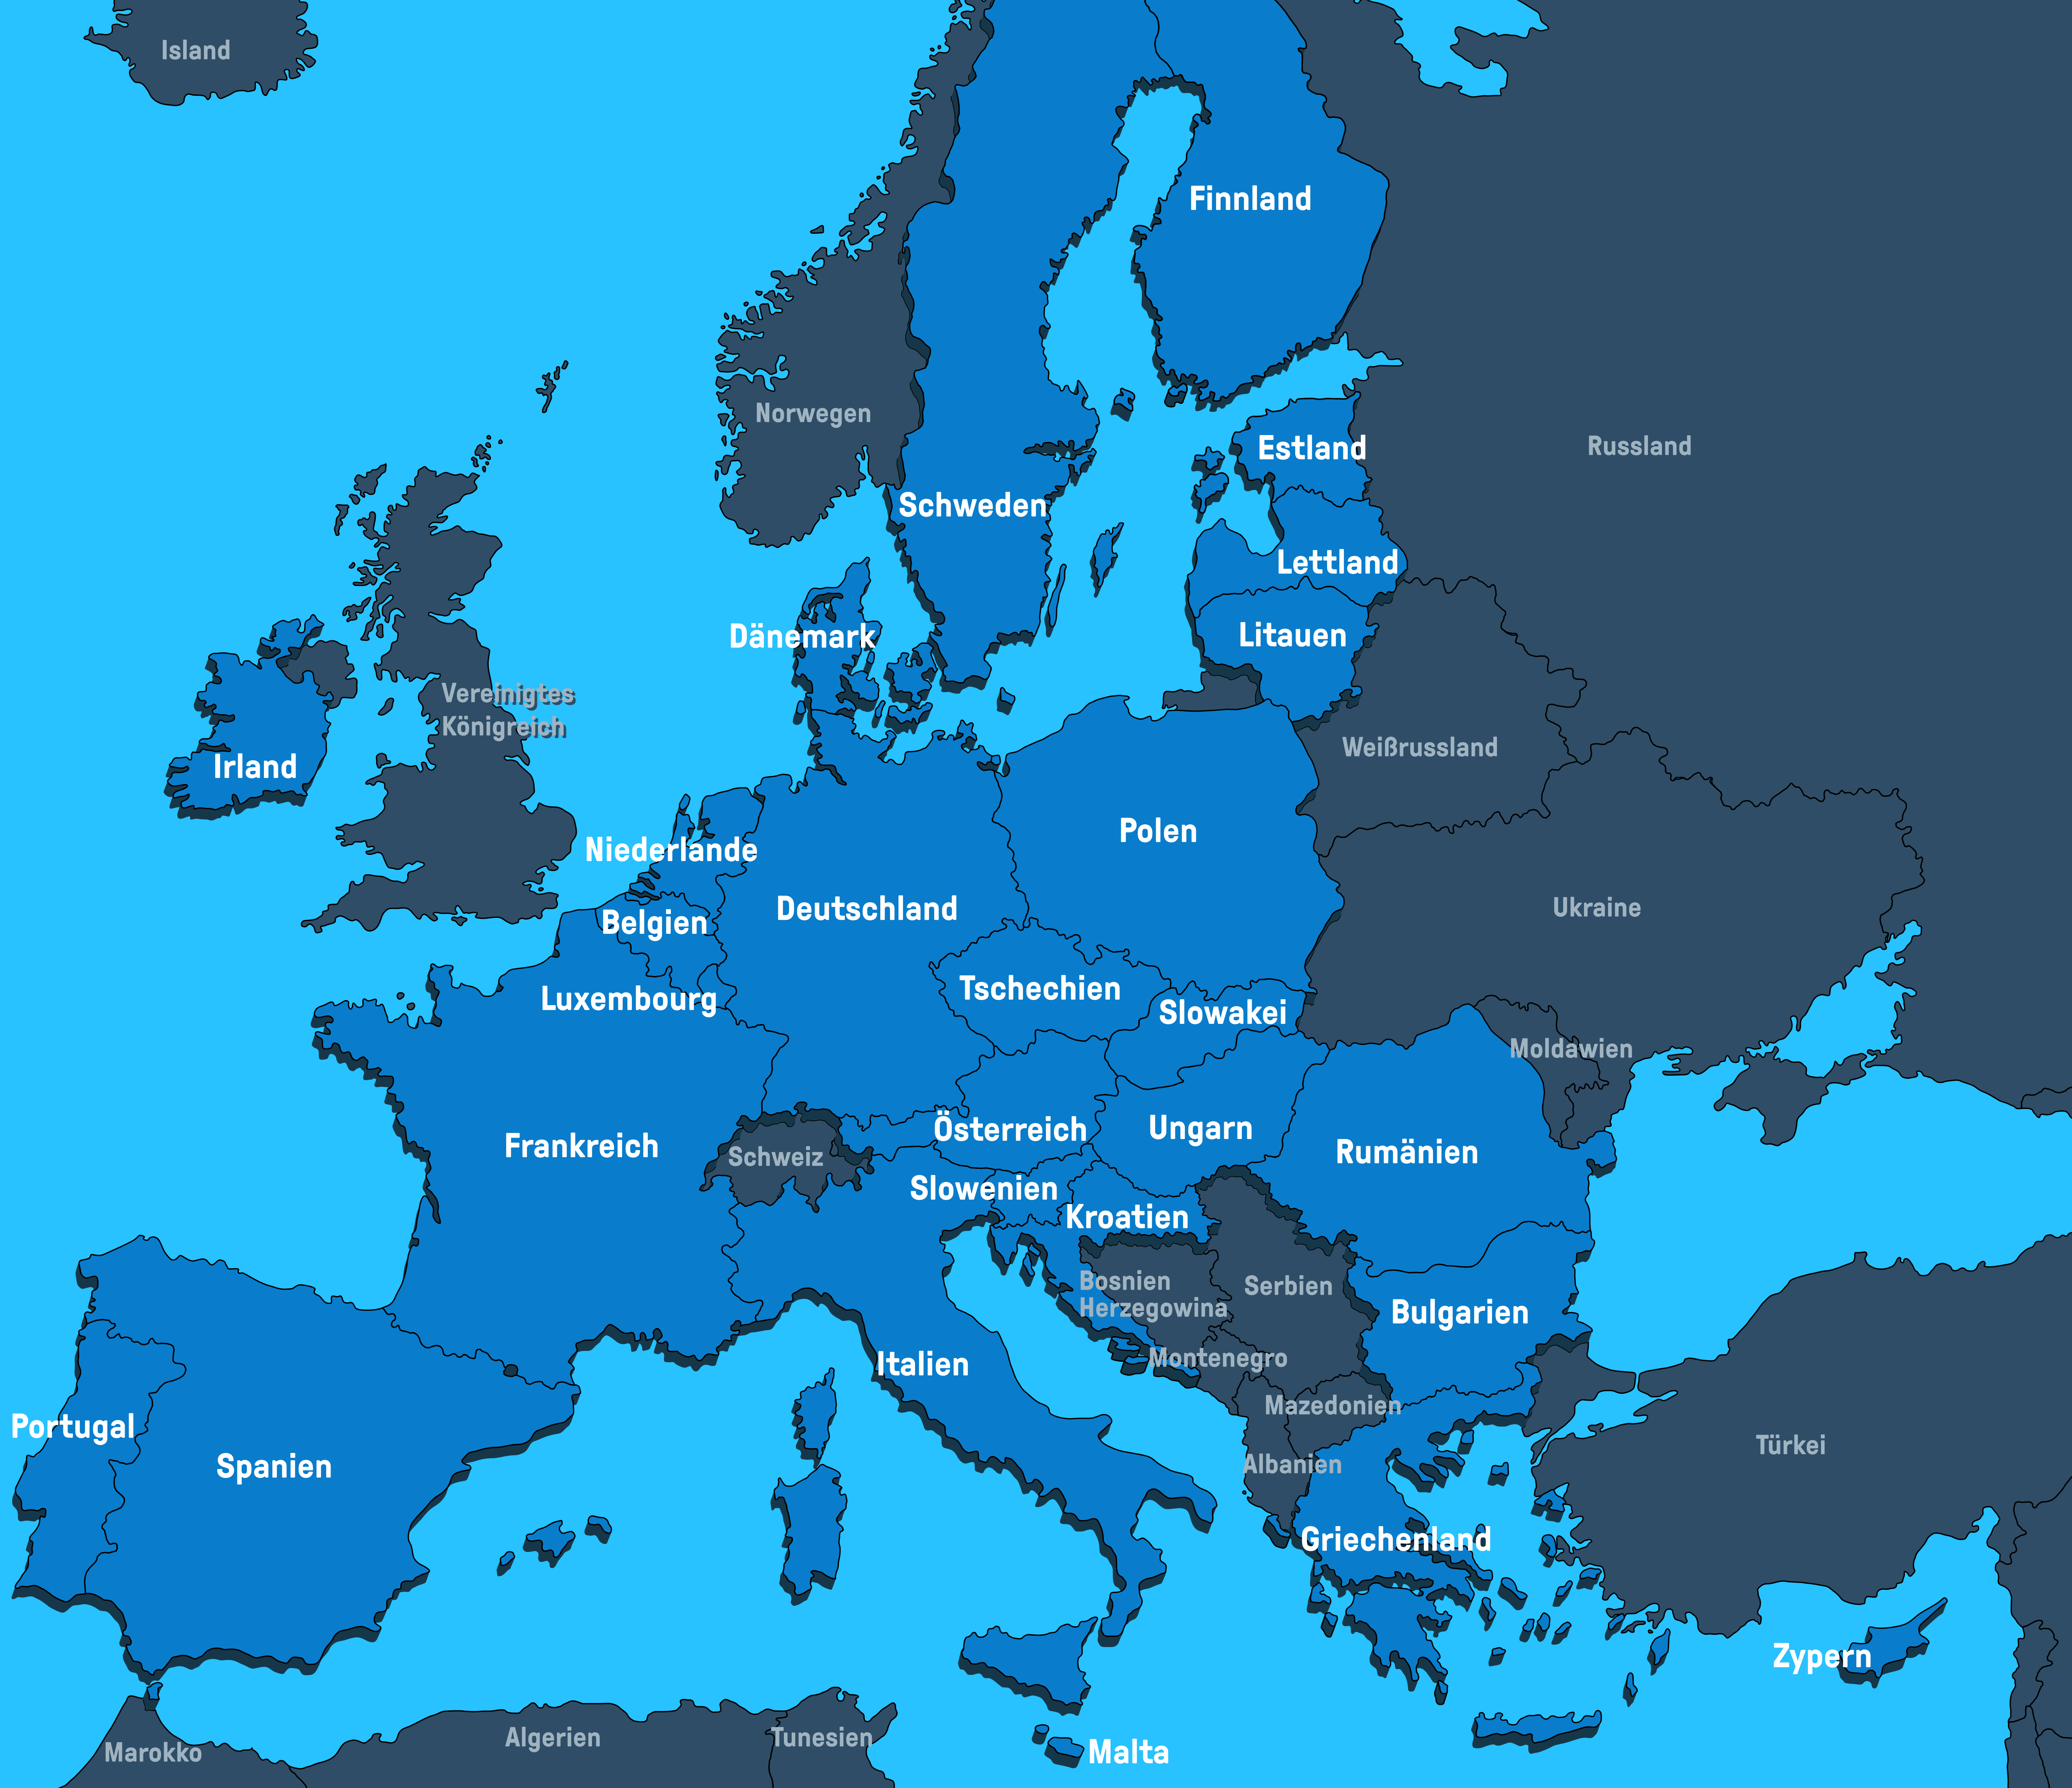 Island
Finnland
Norwegen
Russland
Estland
Schweden
Lettland
Dänemark
Litauen
Vereinigtes
Königreich
Weißrussland
Irland
Polen
Niederlande
Deutschland
Ukraine
Belgien
Tschechien
Luxembourg
Slowakei
Moldawien
Österreich
Ungarn
Frankreich
Rumänien
Schweiz
Slowenien
Kroatien
Bosnien
Herzegowina
Serbien
Bulgarien
Montenegro
Italien
Mazedonien
Portugal
Türkei
Spanien
Albanien
Griechenland
Zypern
Algerien
Tunesien
Marokko
Malta